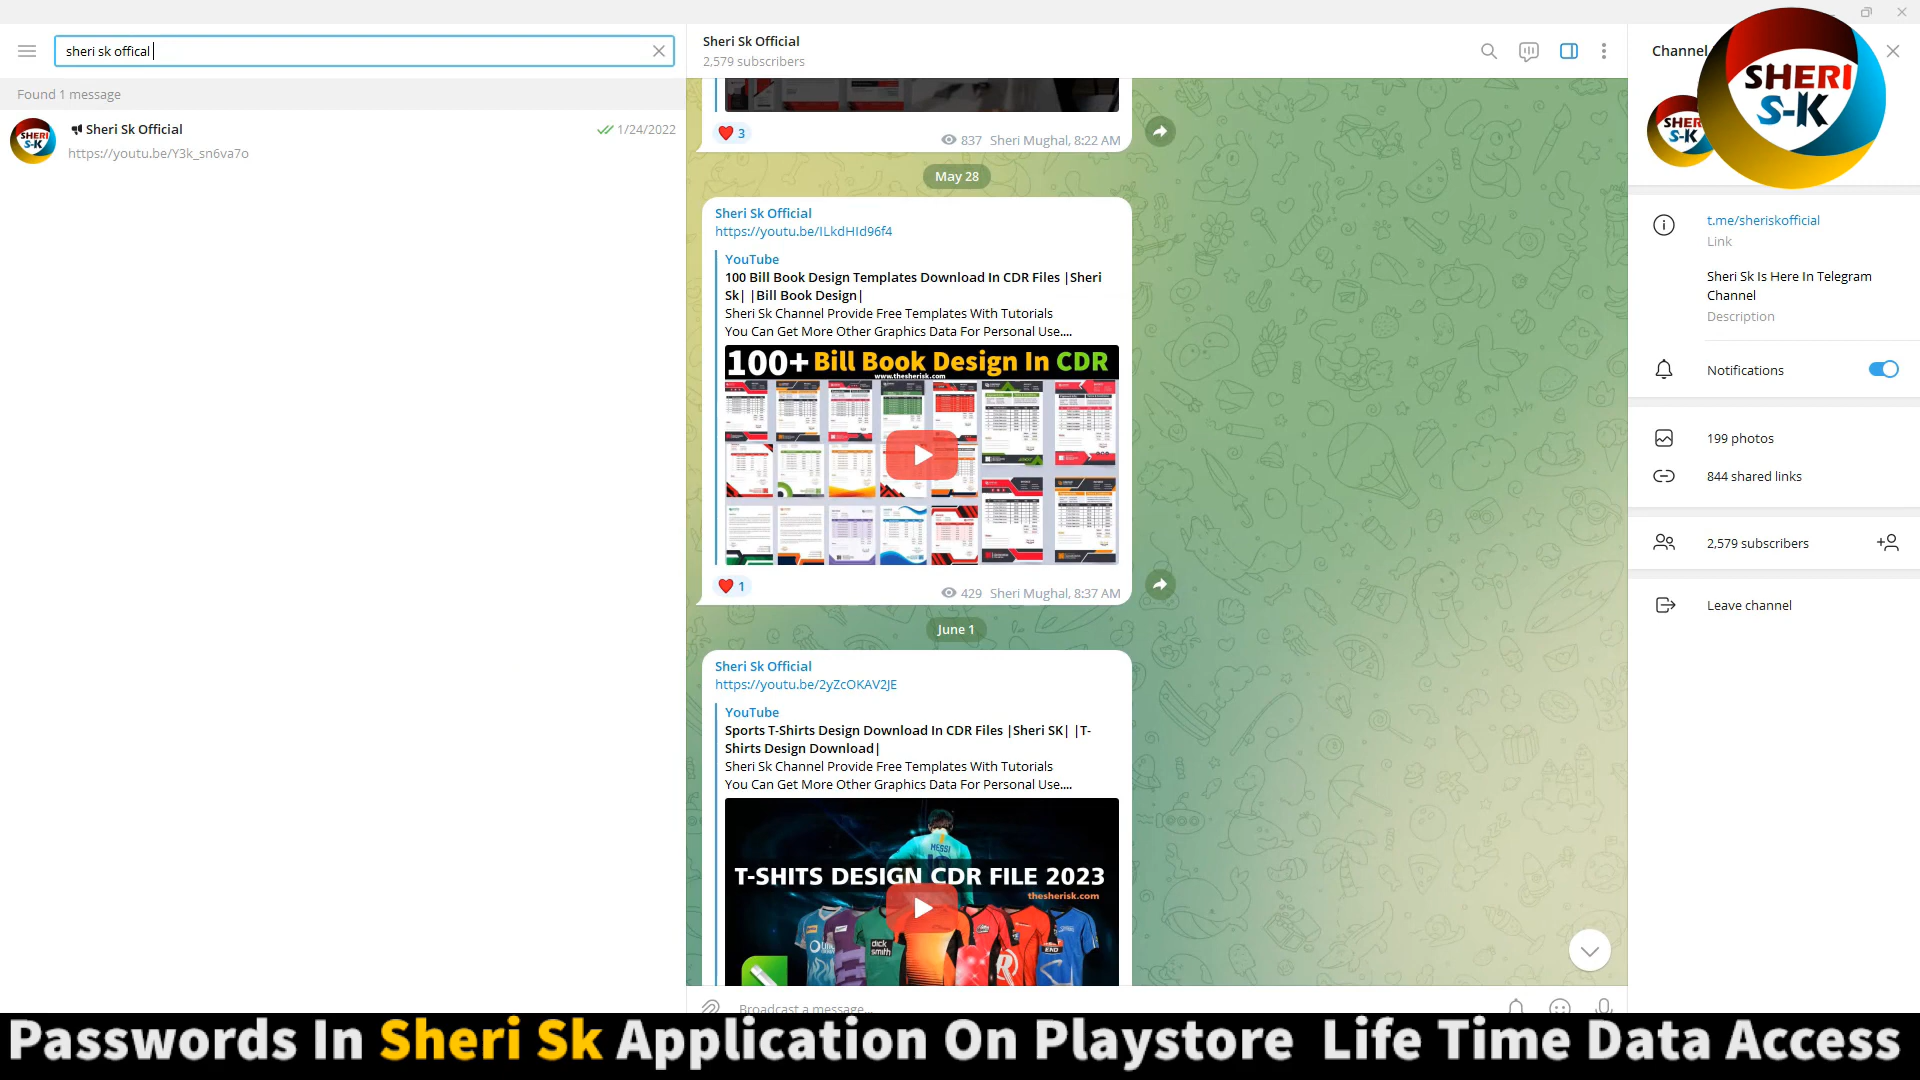 sheri sk offical
Found 1 message
Sheri Sk Official
1/24/2022
https://youtu.be/Y3k_sn6va7o
Sheri Sk Official
2,579 subscribers
3
837 Sheri Mughal, 8:22 AM
May 28
Sheri Sk Official
https://youtu.be/ILkdHId96f4
YouTube
100 Bill Book Design Templates Download In CDR Files |Sheri
Sk| |Bill Book Design|
Sheri Sk Channel Provide Free Templates With Tutorials
You Can Get More Other Graphics Data For Personal Use....
100+ Bill Book Design In CDR
www.thesherisk.com
1
429 Sheri Mughal, 8:37 AM
June 1
Sheri Sk Official
https://youtu.be/2yZcOKAV2JE
YouTube
Sports T-Shirts Design Download In CDR Files |Sheri SK| |T-
Shirts Design Download|
Sheri Sk Channel Provide Free Templates With Tutorials
You Can Get More Other Graphics Data For Personal Use....
MESSI
T-SHITS DESIGN CDR FILE 2023
thesherisk.com
dick
smith
END
Broadcast a message...
Channel
SHERI
S-K
t.me/sheriskofficial
Link
Sheri Sk Is Here In Telegram
Channel
Description
Notifications
199 photos
844 shared links
2,579 subscribers
Leave channel
Passwords In Sheri Sk Application On Playstore Life Time Data Access